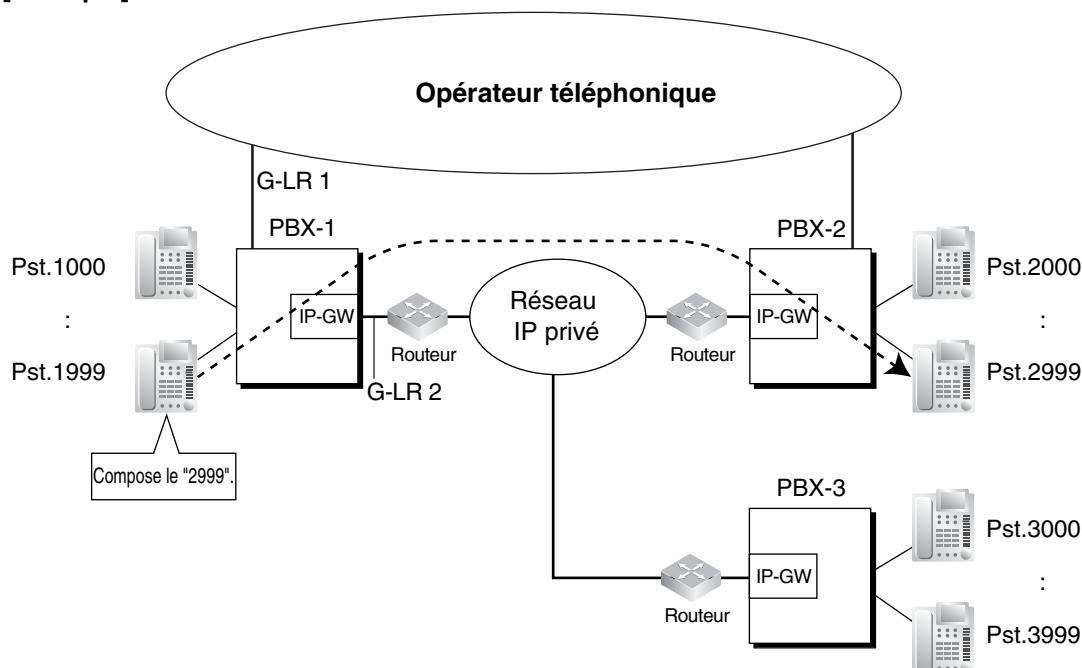 Opérateur téléphonique
G-LR 1
PBX-1
PBX-2
Pst.1000
:
Pst.1999
IP-GW
Routeur
G-LR 2
Réseau
IP privé
Routeur
IP-GW
Pst.2000
:
Pst.2999
Compose le "2999".
PBX-3
Routeur
IP-GW
Pst.3000
:
Pst.3999